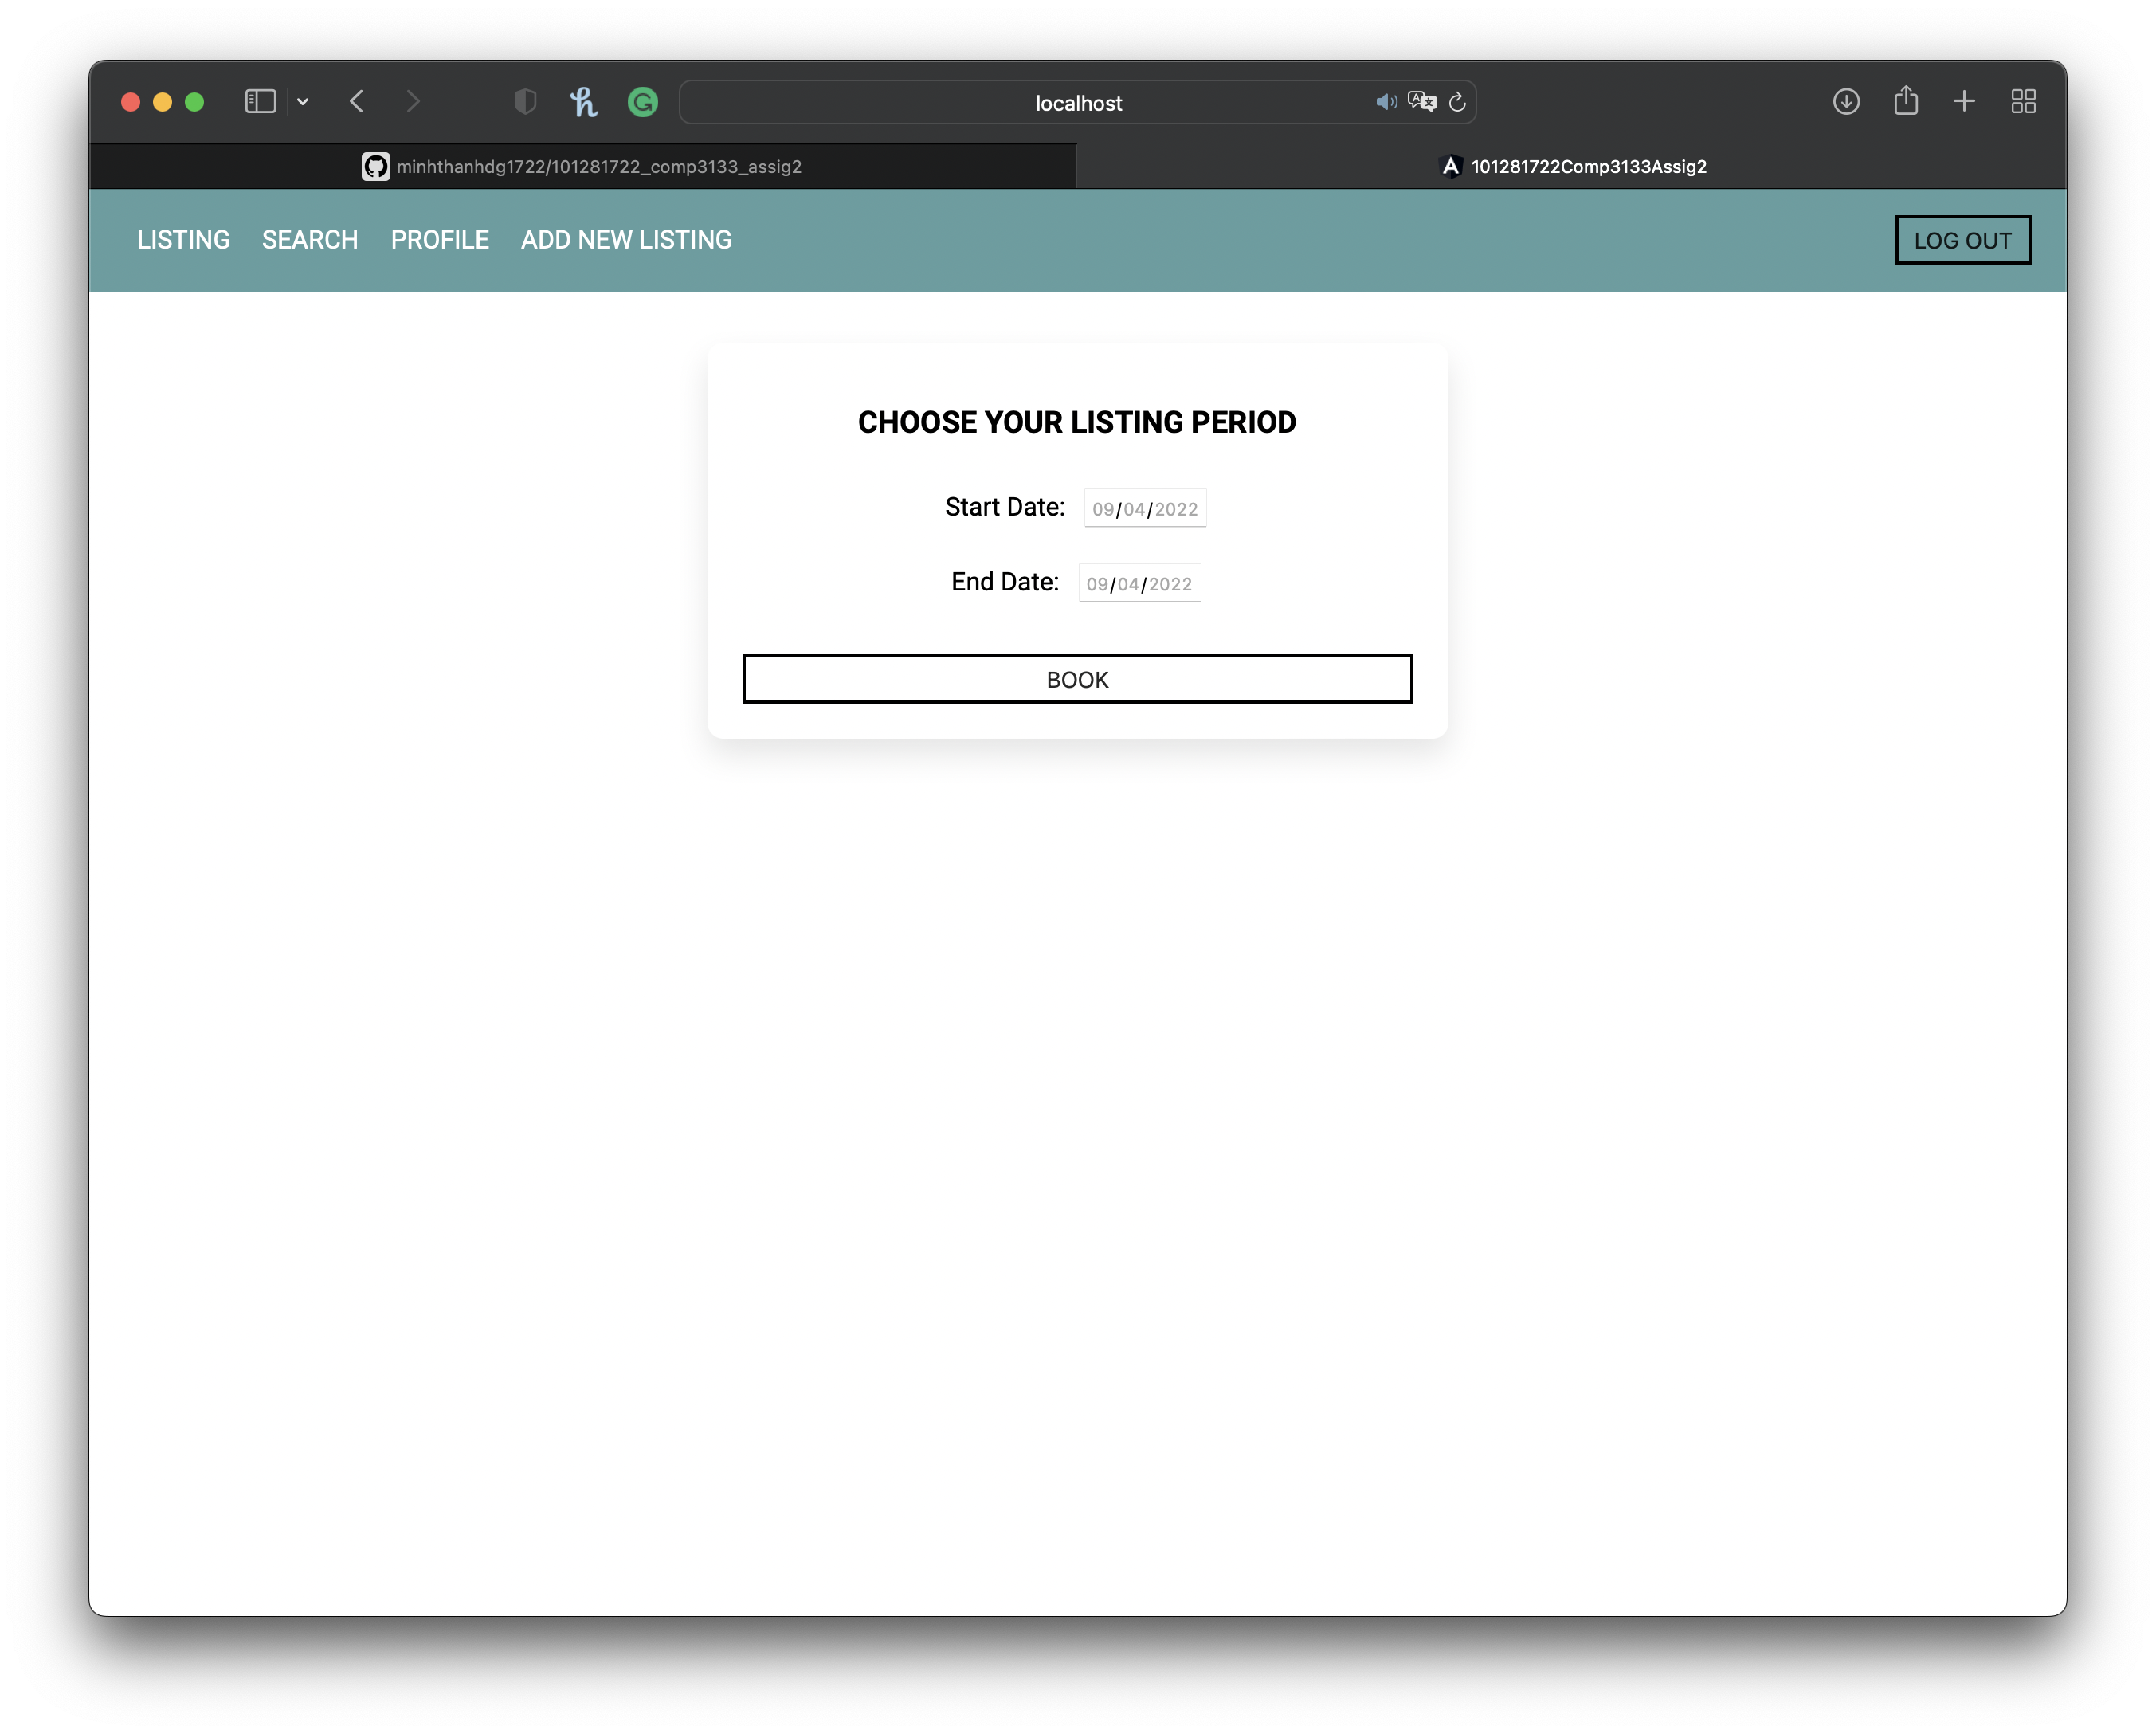 localhost
minhthanhdg1722/101281722_comp3133_assig2
101281722Comp3133Assig2
LISTING SEARCH PROFILE ADD NEW LISTING LOG OUT
CHOOSE YOUR LISTING PERIOD
Start Date: 09/04/2022
End Date: 09/04/2022
BOOK